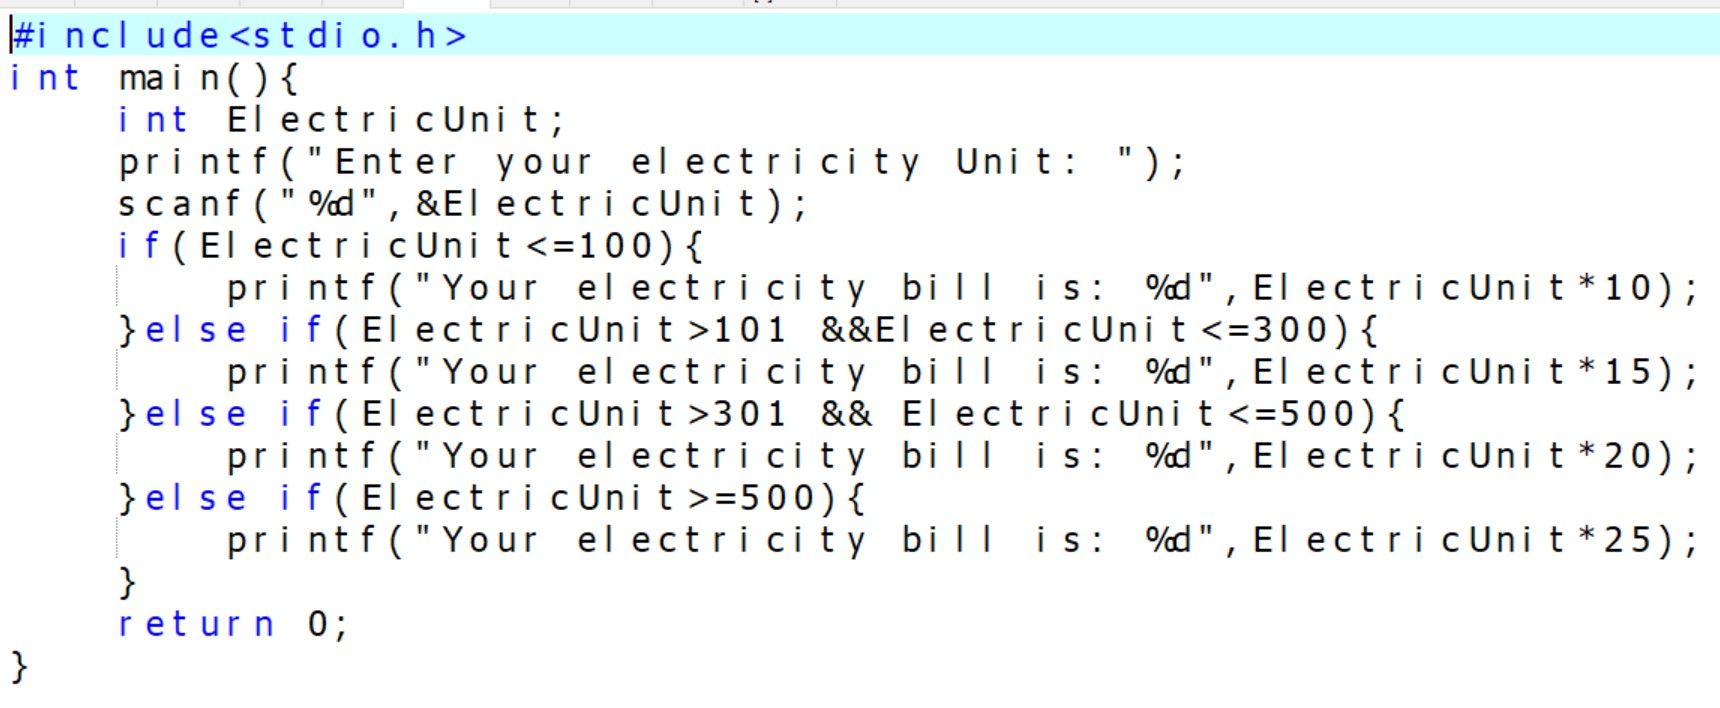 #include<stdio.h>
int main(){
    int ElectricUnit;
    printf("Enter your electricity Unit: ");
    scanf("%d",&ElectricUnit);
    if(ElectricUnit<=100){
        printf("Your electricity bill is: %d",ElectricUnit*10);
    }else if(ElectricUnit>101 &&ElectricUnit<=300){
        printf("Your electricity bill is: %d",ElectricUnit*15);
    }else if(ElectricUnit>301 && ElectricUnit<=500){
        printf("Your electricity bill is: %d",ElectricUnit*20);
    }else if(ElectricUnit>=500){
        printf("Your electricity bill is: %d",ElectricUnit*25);
    }
    return 0;
}